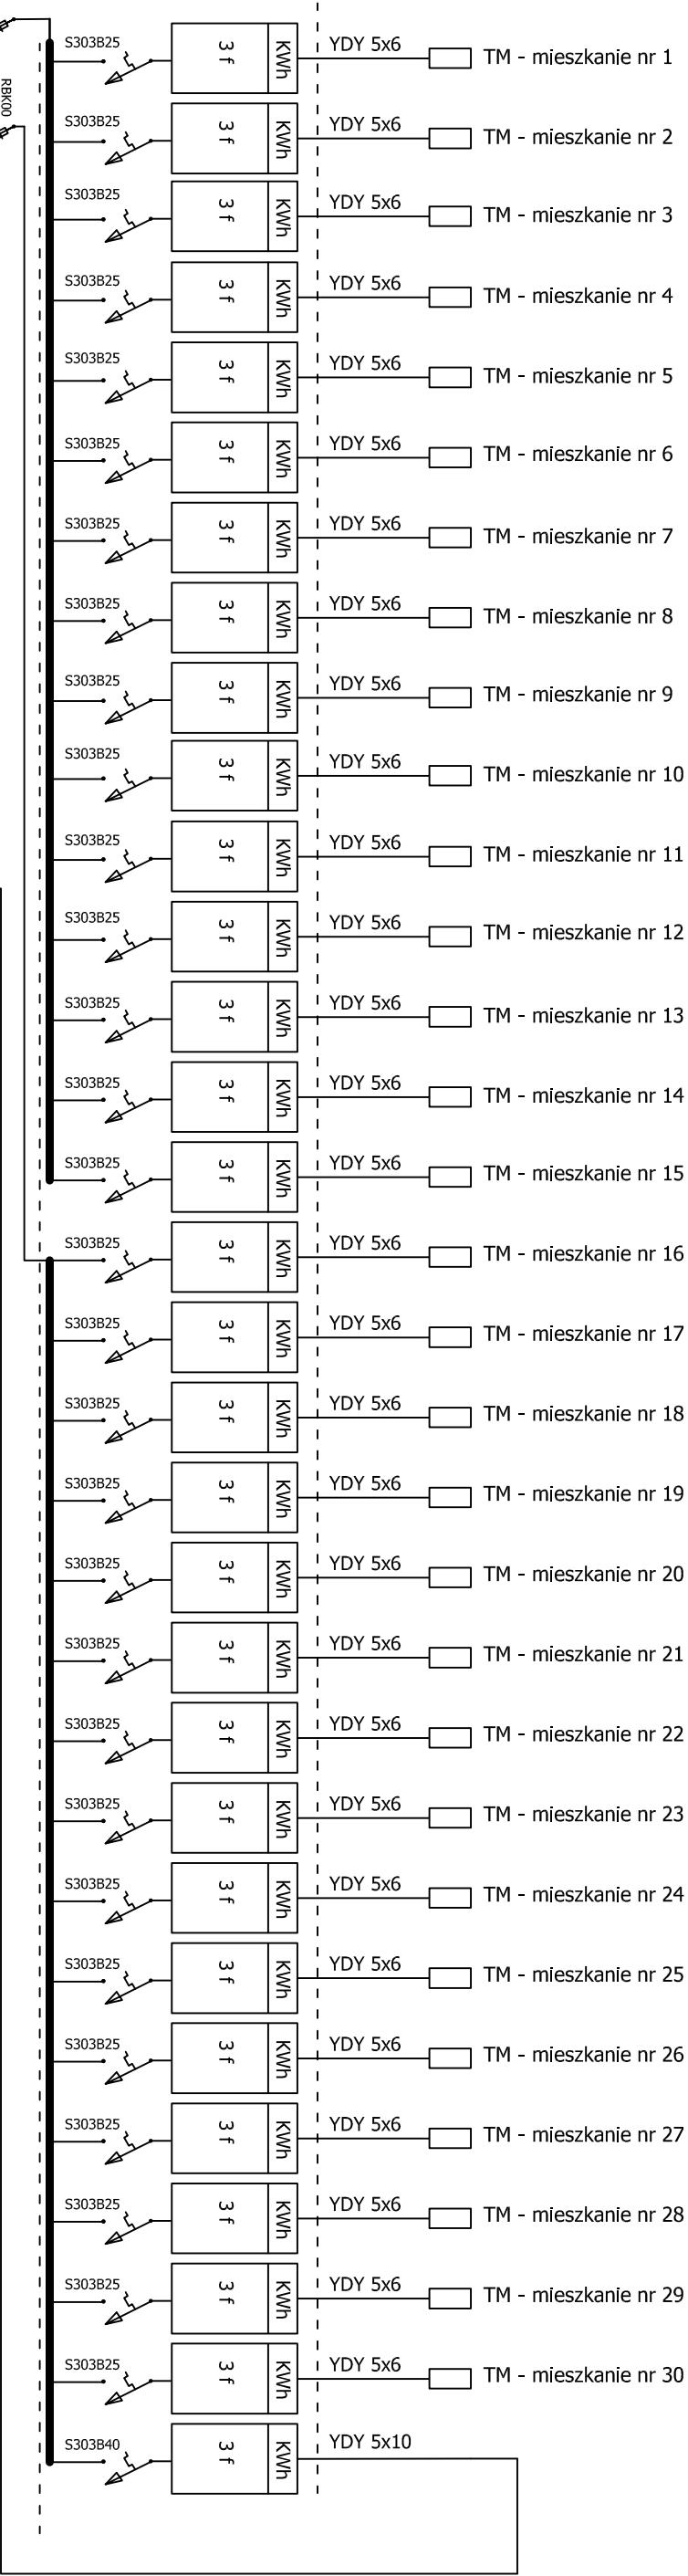 RBK00
S303B25 3 f KWh YDY 5x6 TM - mieszkanie nr 1
S303B25 3 f KWh YDY 5x6 TM - mieszkanie nr 2
S303B25 3 f KWh YDY 5x6 TM - mieszkanie nr 3
S303B25 3 f KWh YDY 5x6 TM - mieszkanie nr 4
S303B25 3 f KWh YDY 5x6 TM - mieszkanie nr 5
S303B25 3 f KWh YDY 5x6 TM - mieszkanie nr 6
S303B25 3 f KWh YDY 5x6 TM - mieszkanie nr 7
S303B25 3 f KWh YDY 5x6 TM - mieszkanie nr 8
S303B25 3 f KWh YDY 5x6 TM - mieszkanie nr 9
S303B25 3 f KWh YDY 5x6 TM - mieszkanie nr 10
S303B25 3 f KWh YDY 5x6 TM - mieszkanie nr 11
S303B25 3 f KWh YDY 5x6 TM - mieszkanie nr 12
S303B25 3 f KWh YDY 5x6 TM - mieszkanie nr 13
S303B25 3 f KWh YDY 5x6 TM - mieszkanie nr 14
S303B25 3 f KWh YDY 5x6 TM - mieszkanie nr 15
S303B25 3 f KWh YDY 5x6 TM - mieszkanie nr 16
S303B25 3 f KWh YDY 5x6 TM - mieszkanie nr 17
S303B25 3 f KWh YDY 5x6 TM - mieszkanie nr 18
S303B25 3 f KWh YDY 5x6 TM - mieszkanie nr 19
S303B25 3 f KWh YDY 5x6 TM - mieszkanie nr 20
S303B25 3 f KWh YDY 5x6 TM - mieszkanie nr 21
S303B25 3 f KWh YDY 5x6 TM - mieszkanie nr 22
S303B25 3 f KWh YDY 5x6 TM - mieszkanie nr 23
S303B25 3 f KWh YDY 5x6 TM - mieszkanie nr 24
S303B25 3 f KWh YDY 5x6 TM - mieszkanie nr 25
S303B25 3 f KWh YDY 5x6 TM - mieszkanie nr 26
S303B25 3 f KWh YDY 5x6 TM - mieszkanie nr 27
S303B25 3 f KWh YDY 5x6 TM - mieszkanie nr 28
S303B25 3 f KWh YDY 5x6 TM - mieszkanie nr 29
S303B25 3 f KWh YDY 5x6 TM - mieszkanie nr 30
S303B40 3 f KWh YDY 5x10